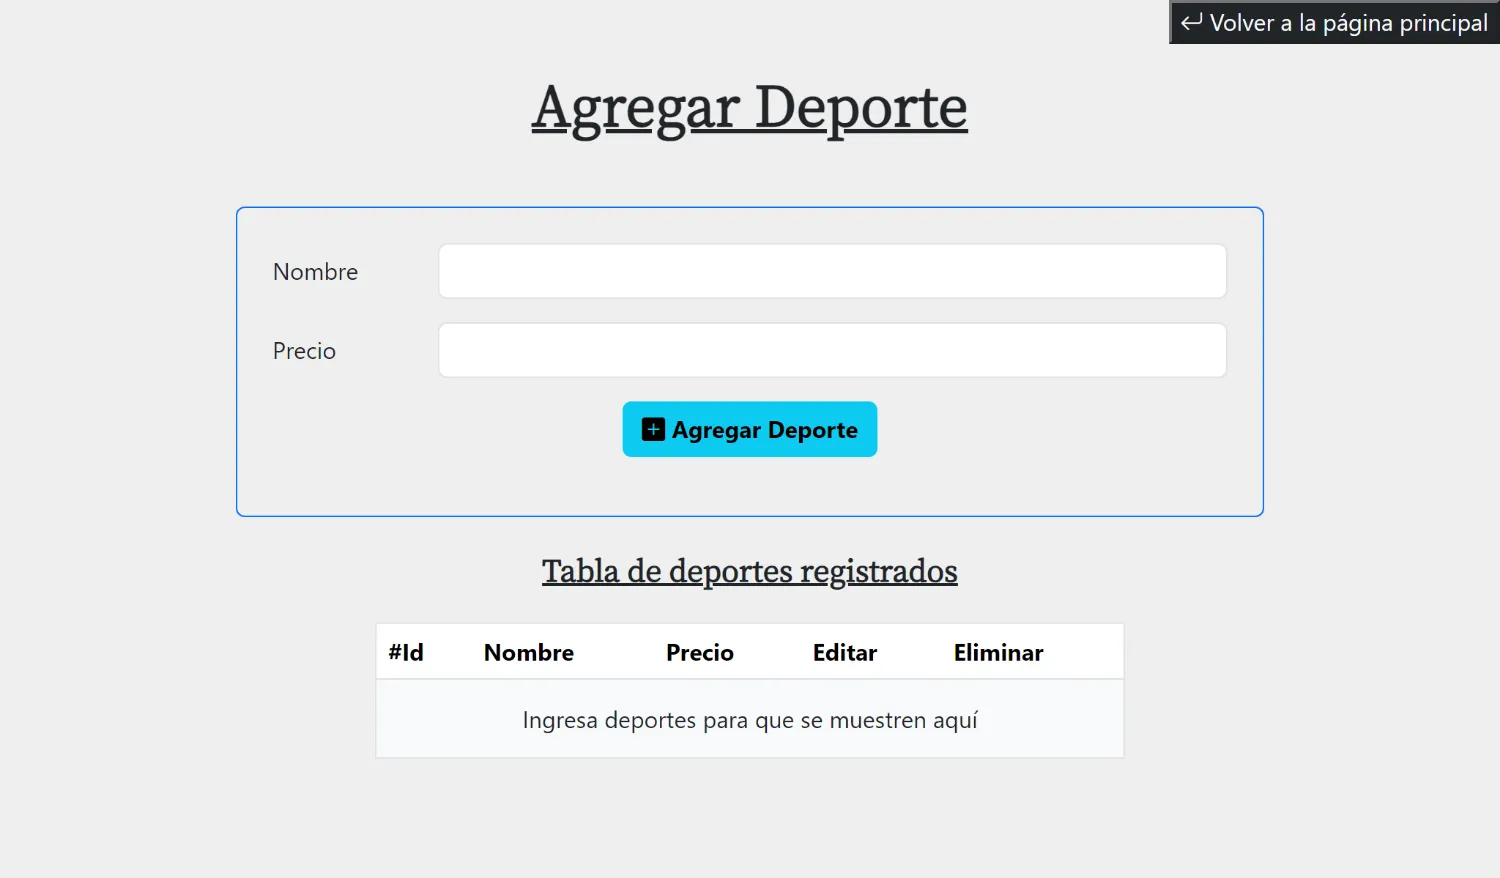 Volver a la página principal
Agregar Deporte
Nombre
Precio
Agregar Deporte
Tabla de deportes registrados
#Id Nombre Precio Editar Eliminar
Ingresa deportes para que se muestren aquí